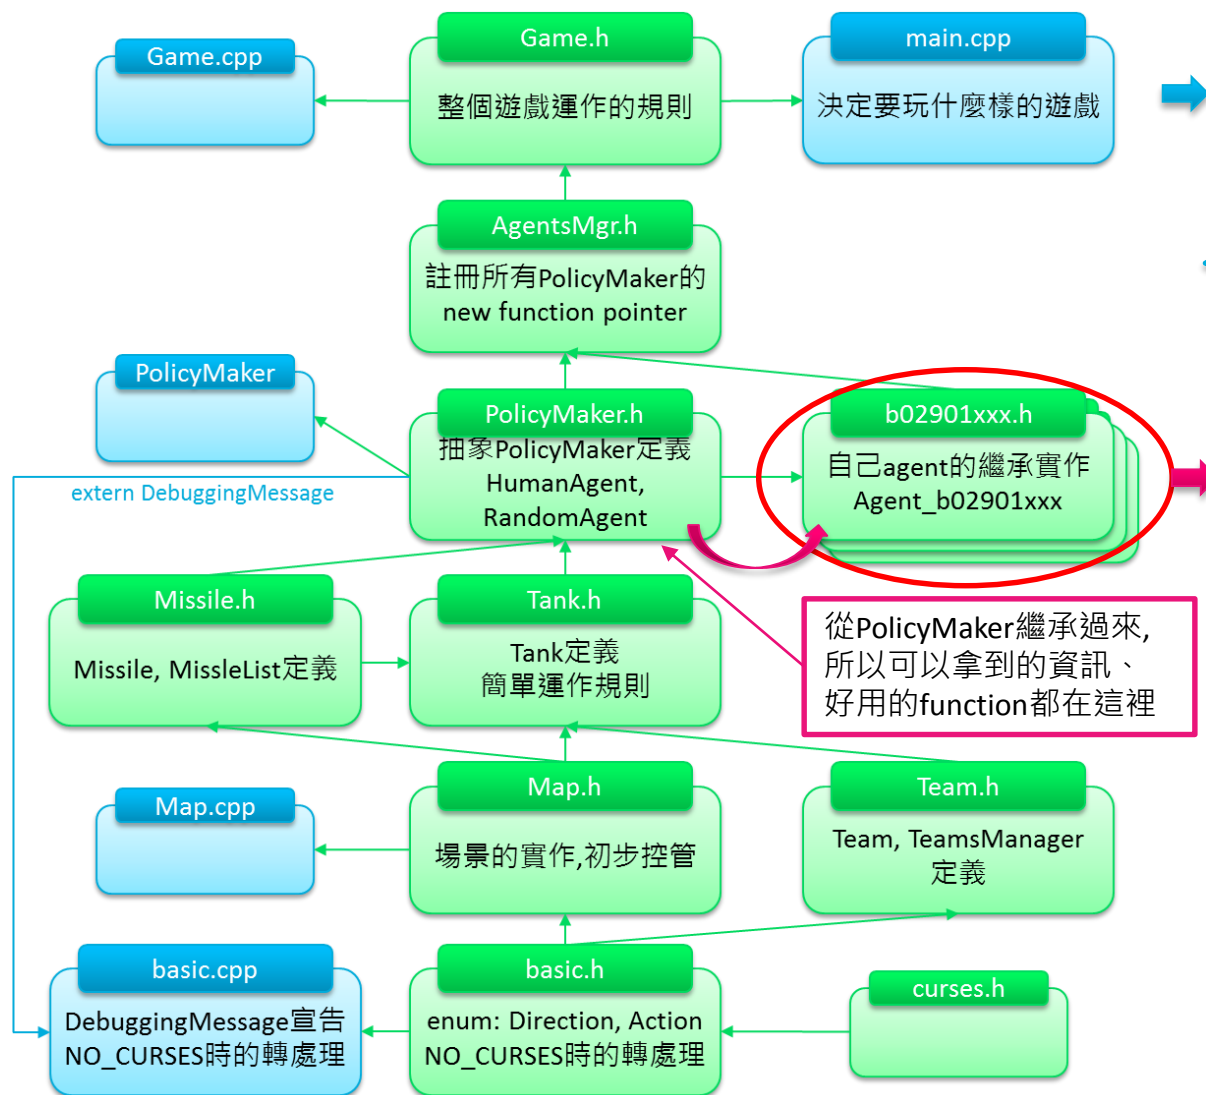 Game.h
main.cpp
Game.cpp
整個遊戲運作的規則
決定要玩什麼樣的遊戲
AgentsMgr.h
註冊所有PolicyMaker的
new function pointer
PolicyMaker
PolicyMaker.h
抽象PolicyMaker定義
HumanAgent,
RandomAgent
b02901xxx.h
自己agent的繼承實作
Agent_b02901xxx
extern DebuggingMessage
Missile.h
Missile, MissleList定義
Tank.h
Tank定義
簡單運作規則
從PolicyMaker繼承過來,
所以可以拿到的資訊、
好用的function都在這裡
Map.cpp
Map.h
場景的實作,初步控管
Team.h
Team, TeamsManager
定義
basic.cpp
DebuggingMessage宣告
NO_CURSES時的轉處理
basic.h
enum: Direction, Action
NO_CURSES時的轉處理
curses.h